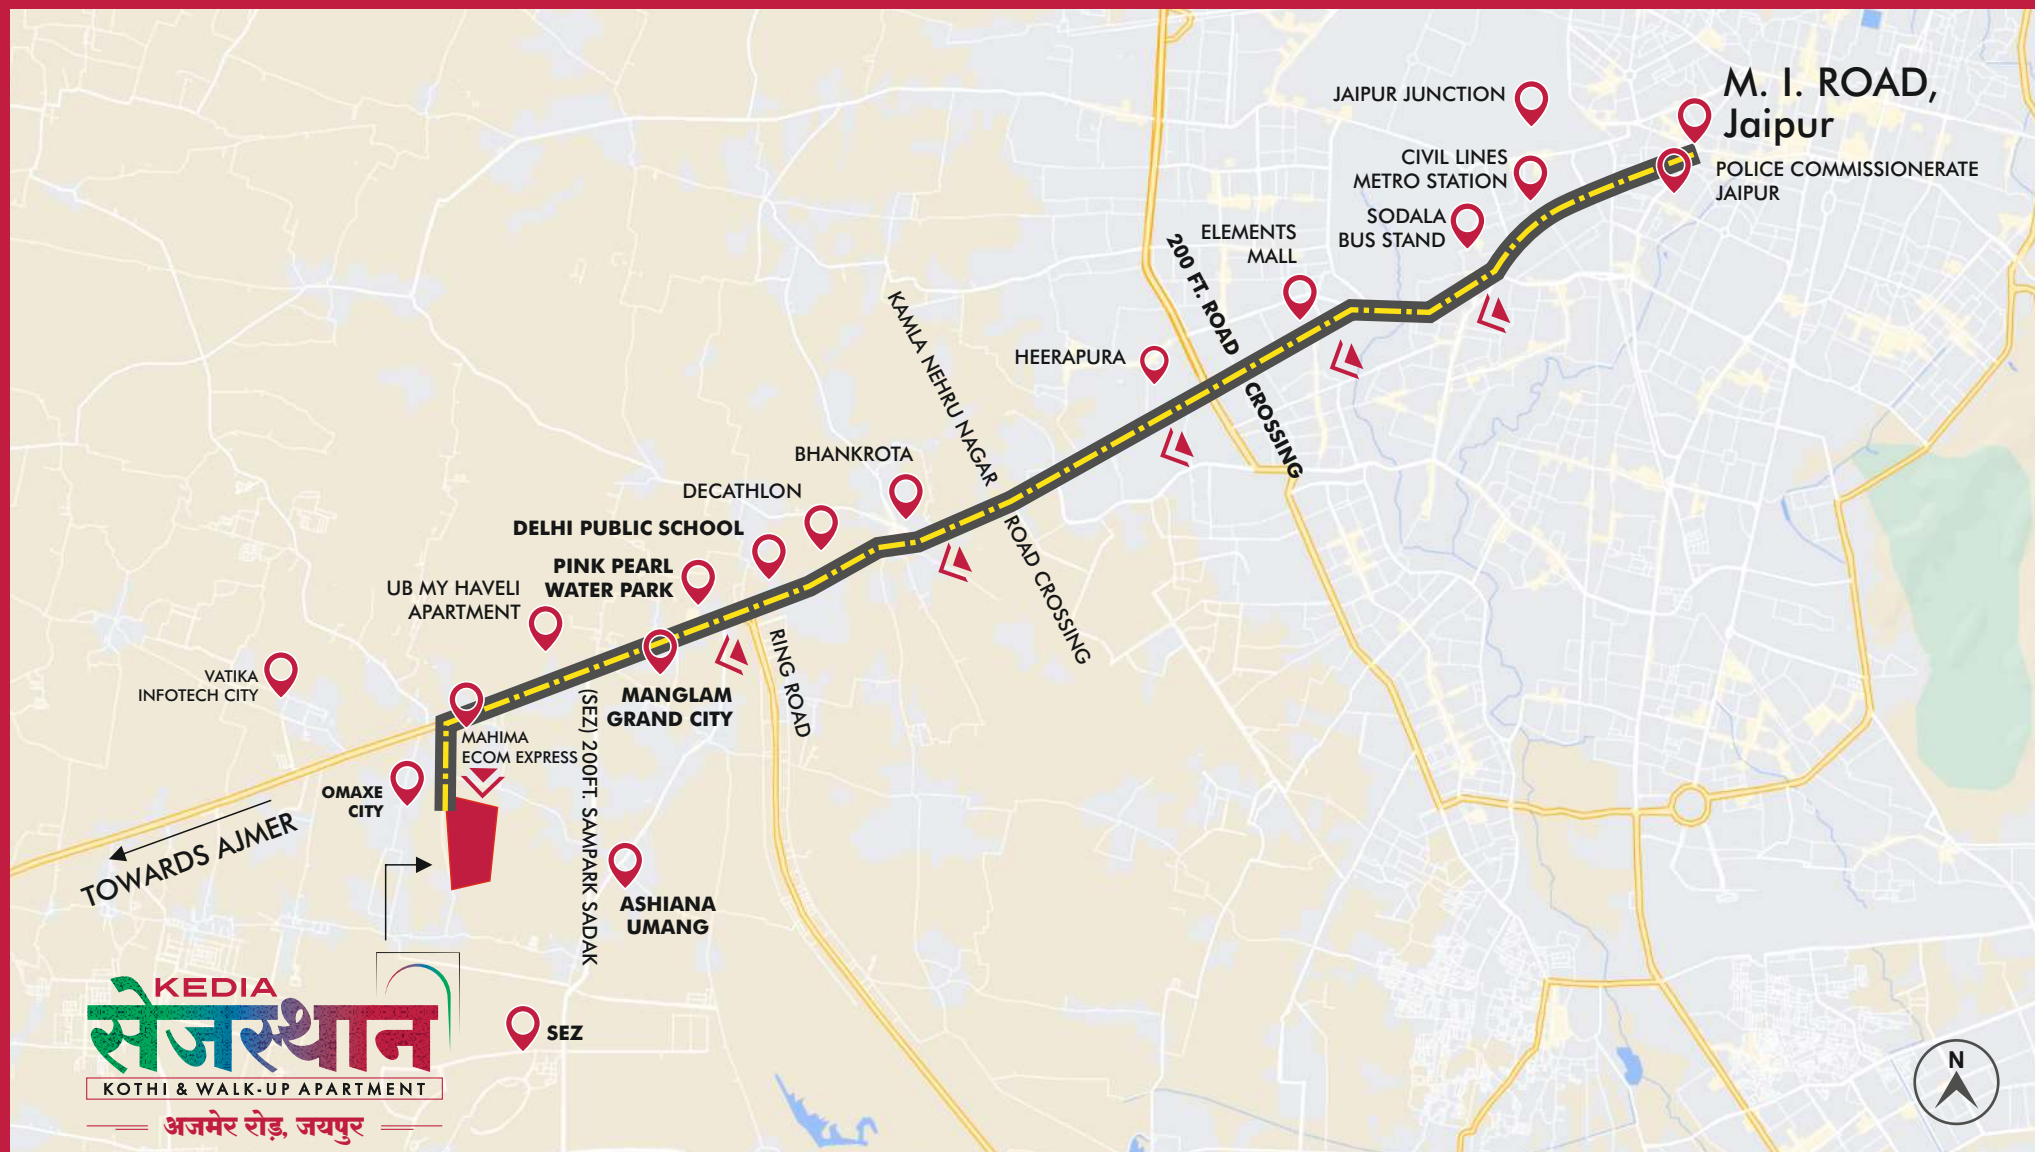 M. I. ROAD,
Jaipur
JAIPUR JUNCTION
CIVIL LINES
METRO STATION
POLICE COMMISSIONERATE
JAIPUR
SODALA
BUS STAND
ELEMENTS
MALL
200 FT. ROAD
CROSSING
HEERAPURA
KAMLA NEHRU NAGAR
ROAD CROSSING
BHANKROTA
DECATHLON
DELHI PUBLIC SCHOOL
PINK PEARL
WATER PARK
UB MY HAVELI
APARTMENT
RING ROAD
MANGLAM
GRAND CITY
(SEZ) 200FT. SAMPARK SADAK
VATIKA
INFOTECH CITY
MAHIMA
ECOM EXPRESS
OMAXE
CITY
TOWARDS AJMER
ASHIANA
UMANG
SEZ
KEDIA
सेजस्थान
KOTHI & WALK-UP APARTMENT
अजमेर रोड़, जयपुर
N